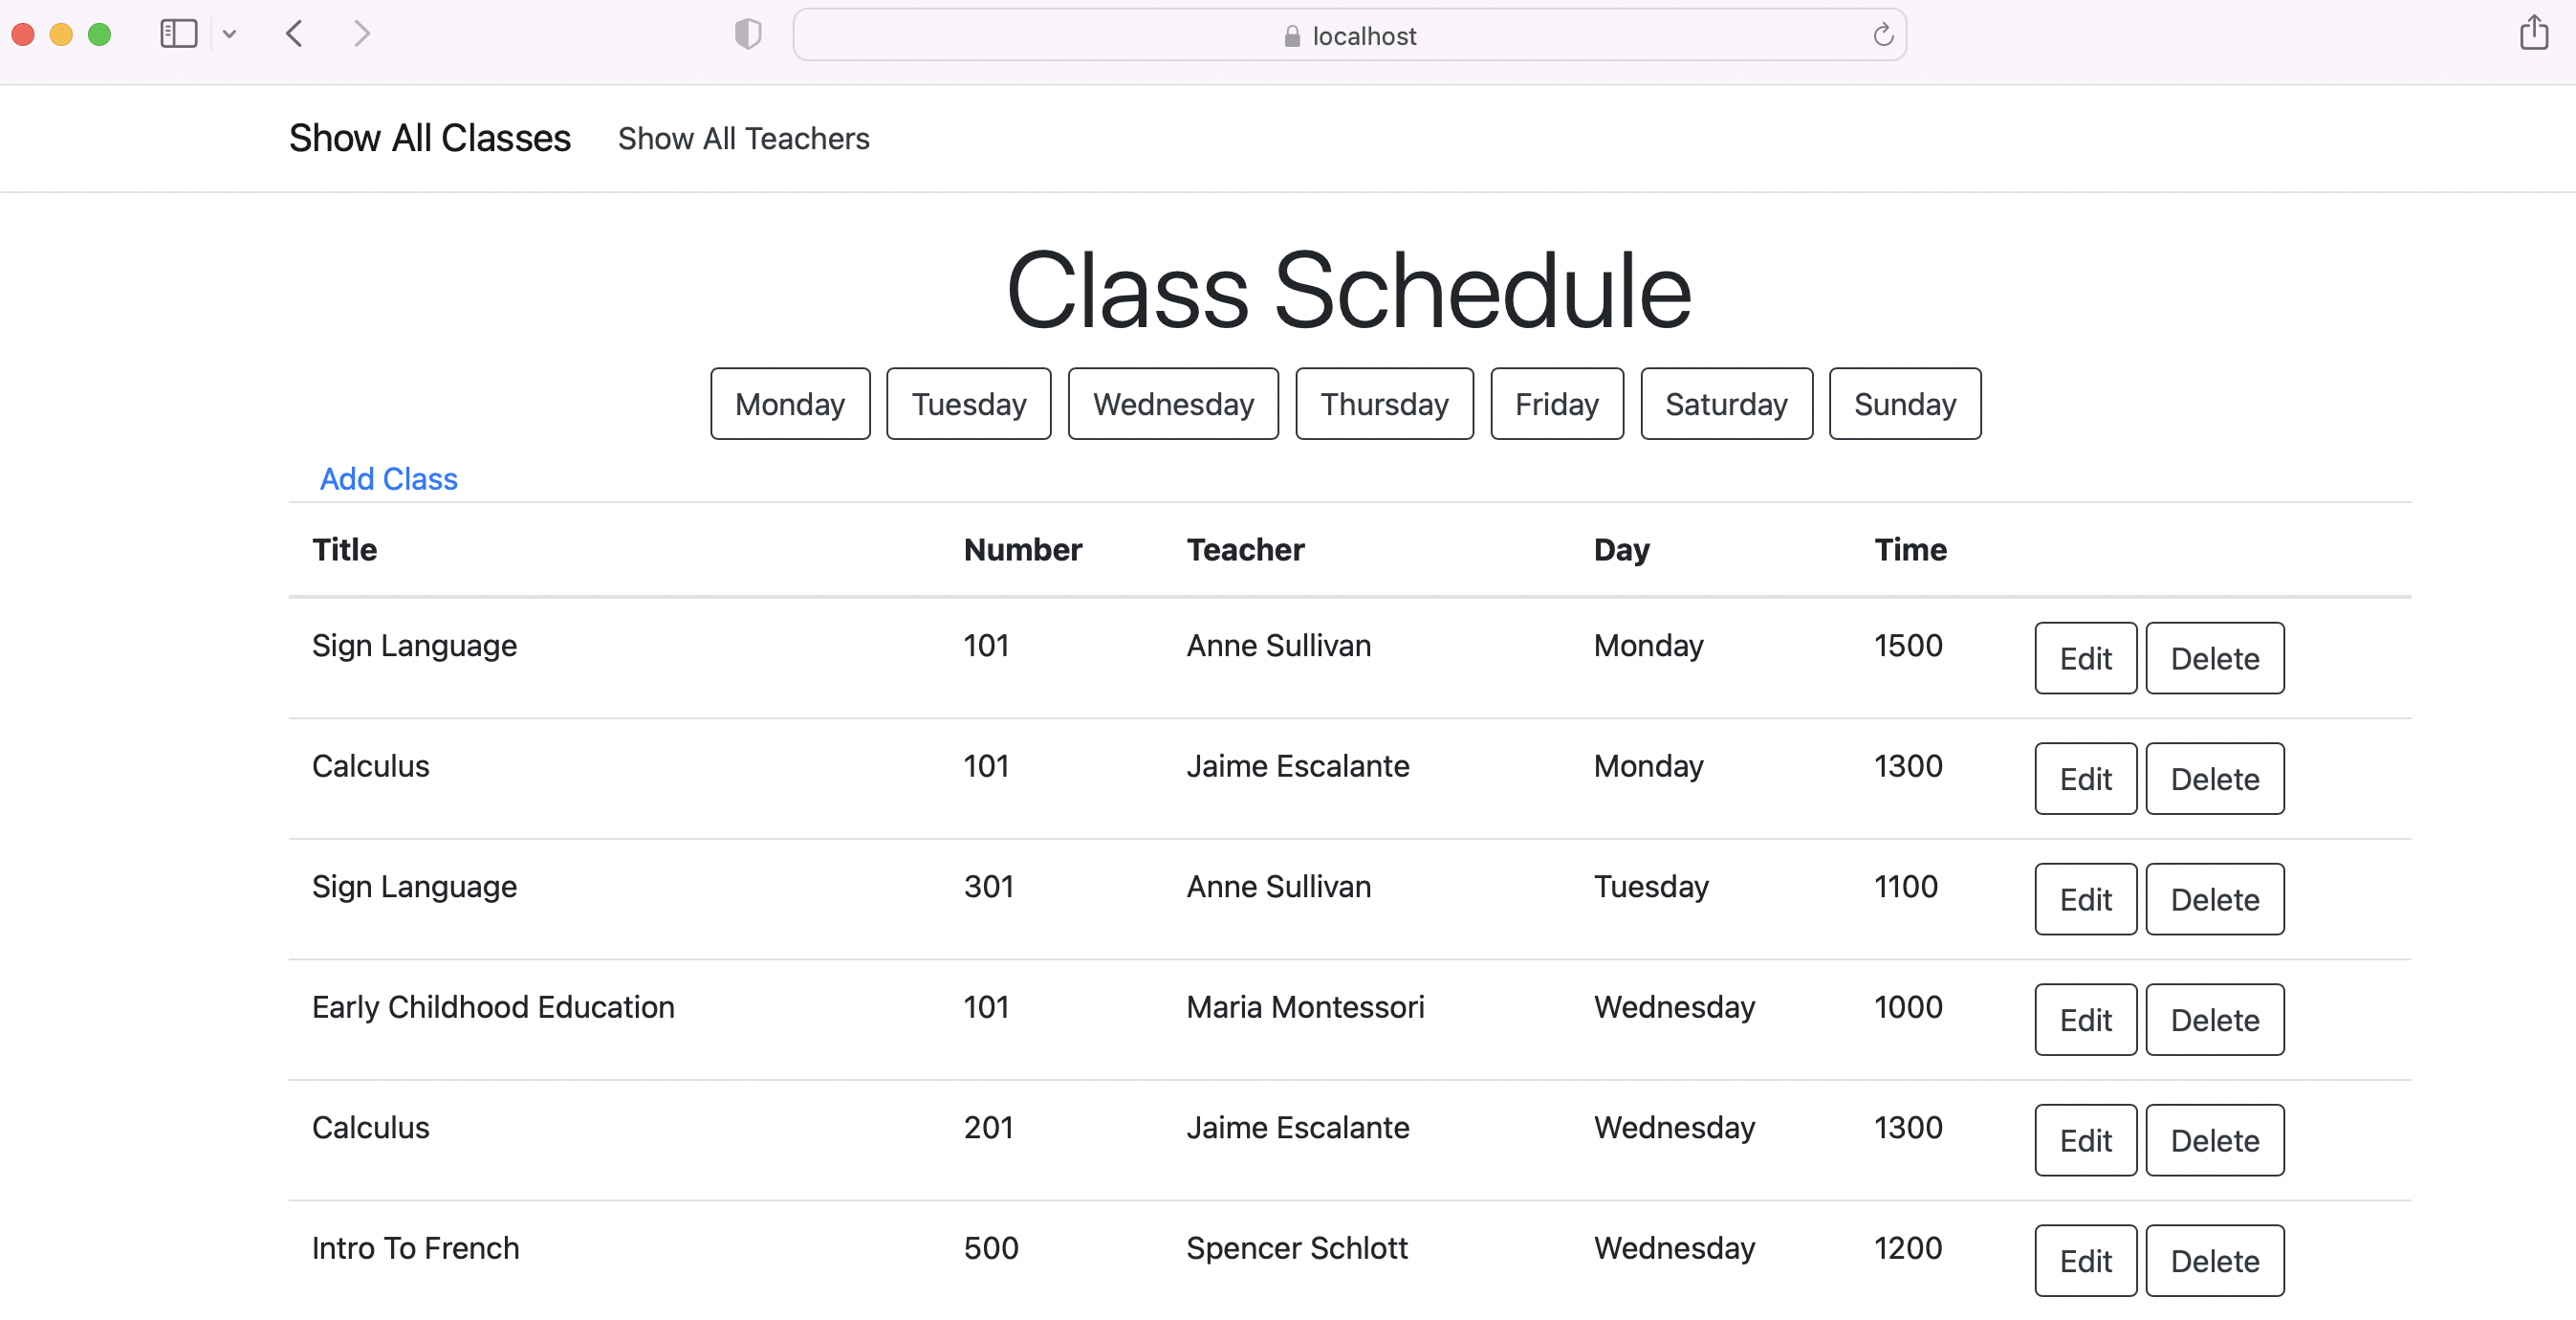 localhost
Show All Classes Show All Teachers
Class Schedule
Monday Tuesday Wednesday Thursday Friday Saturday Sunday
Add Class
Title Number Teacher Day Time
Sign Language 101 Anne Sullivan Monday 1500 Edit Delete
Calculus 101 Jaime Escalante Monday 1300 Edit Delete
Sign Language 301 Anne Sullivan Tuesday 1100 Edit Delete
Early Childhood Education 101 Maria Montessori Wednesday 1000 Edit Delete
Calculus 201 Jaime Escalante Wednesday 1300 Edit Delete
Intro To French 500 Spencer Schlott Wednesday 1200 Edit Delete